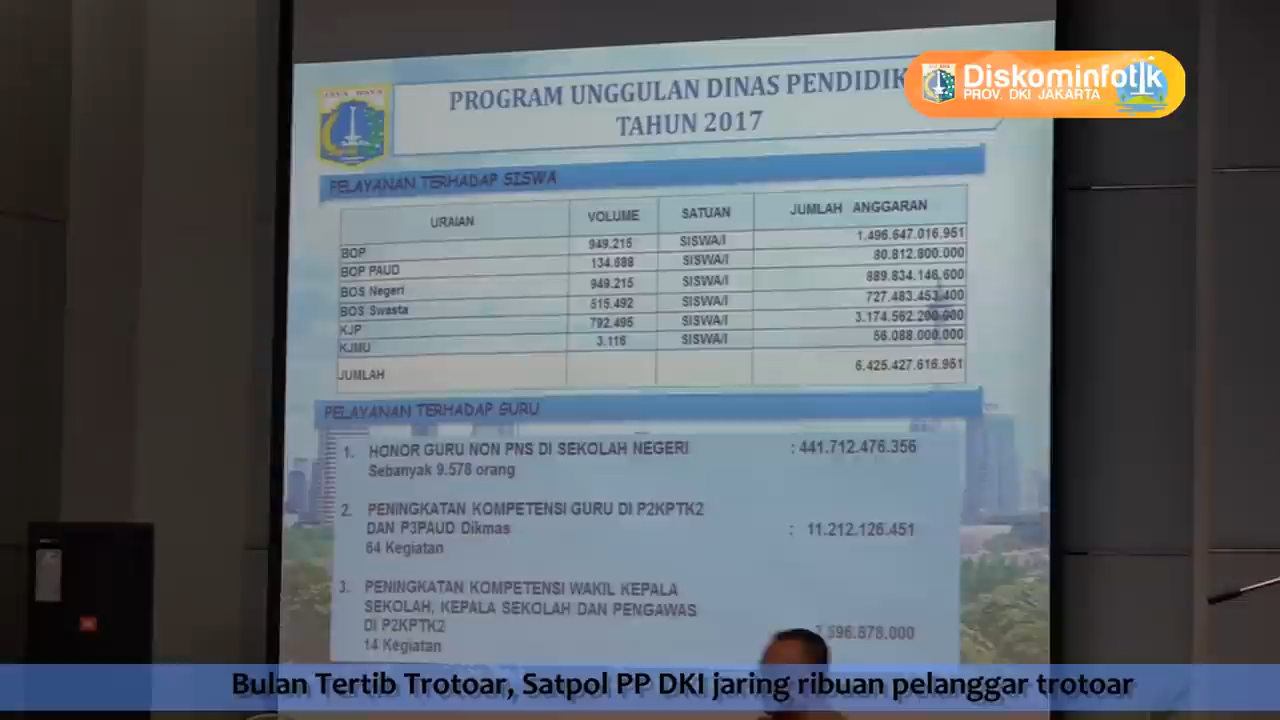 Diskominfotik
PROV. DKI JAKARTA
JAYA RAYA
PROGRAM UNGGULAN DINAS PENDIDIK
TAHUN 2017
PELAYANAN TERHADAP SISWA
URAIAN VOLUME SATUAN JUMLAH ANGGARAN
BOP 949.215 SISWA/I 1.496.647.016.951
BOP PAUD 134.688 SISWA/I 80.812.800.000
BOS Negeri 949.215 SISWA/I 889.834.146.600
BOS Swasta 515.492 SISWA/I 727.483.453.400
KJP 792.495 SISWA/I 3.174.562.200.000
KJMU 3.116 SISWA/I 56.088.000.000
JUMLAH 6.425.427.616.951
PELAYANAN TERHADAP GURU
1. HONOR GURU NON PNS DI SEKOLAH NEGERI : 441.712.476.356
Sebanyak 9.578 orang
2. PENINGKATAN KOMPETENSI GURU DI P2KPTK2
DAN P3PAUD Dikmas : 11.212.126.451
64 Kegiatan
3. PENINGKATAN KOMPETENSI WAKIL KEPALA
SEKOLAH, KEPALA SEKOLAH DAN PENGAWAS
DI P2KPTK2 .596.878.000
14 Kegiatan
Bulan Tertib Trotoar, Satpol PP DKI jaring ribuan pelanggar trotoar